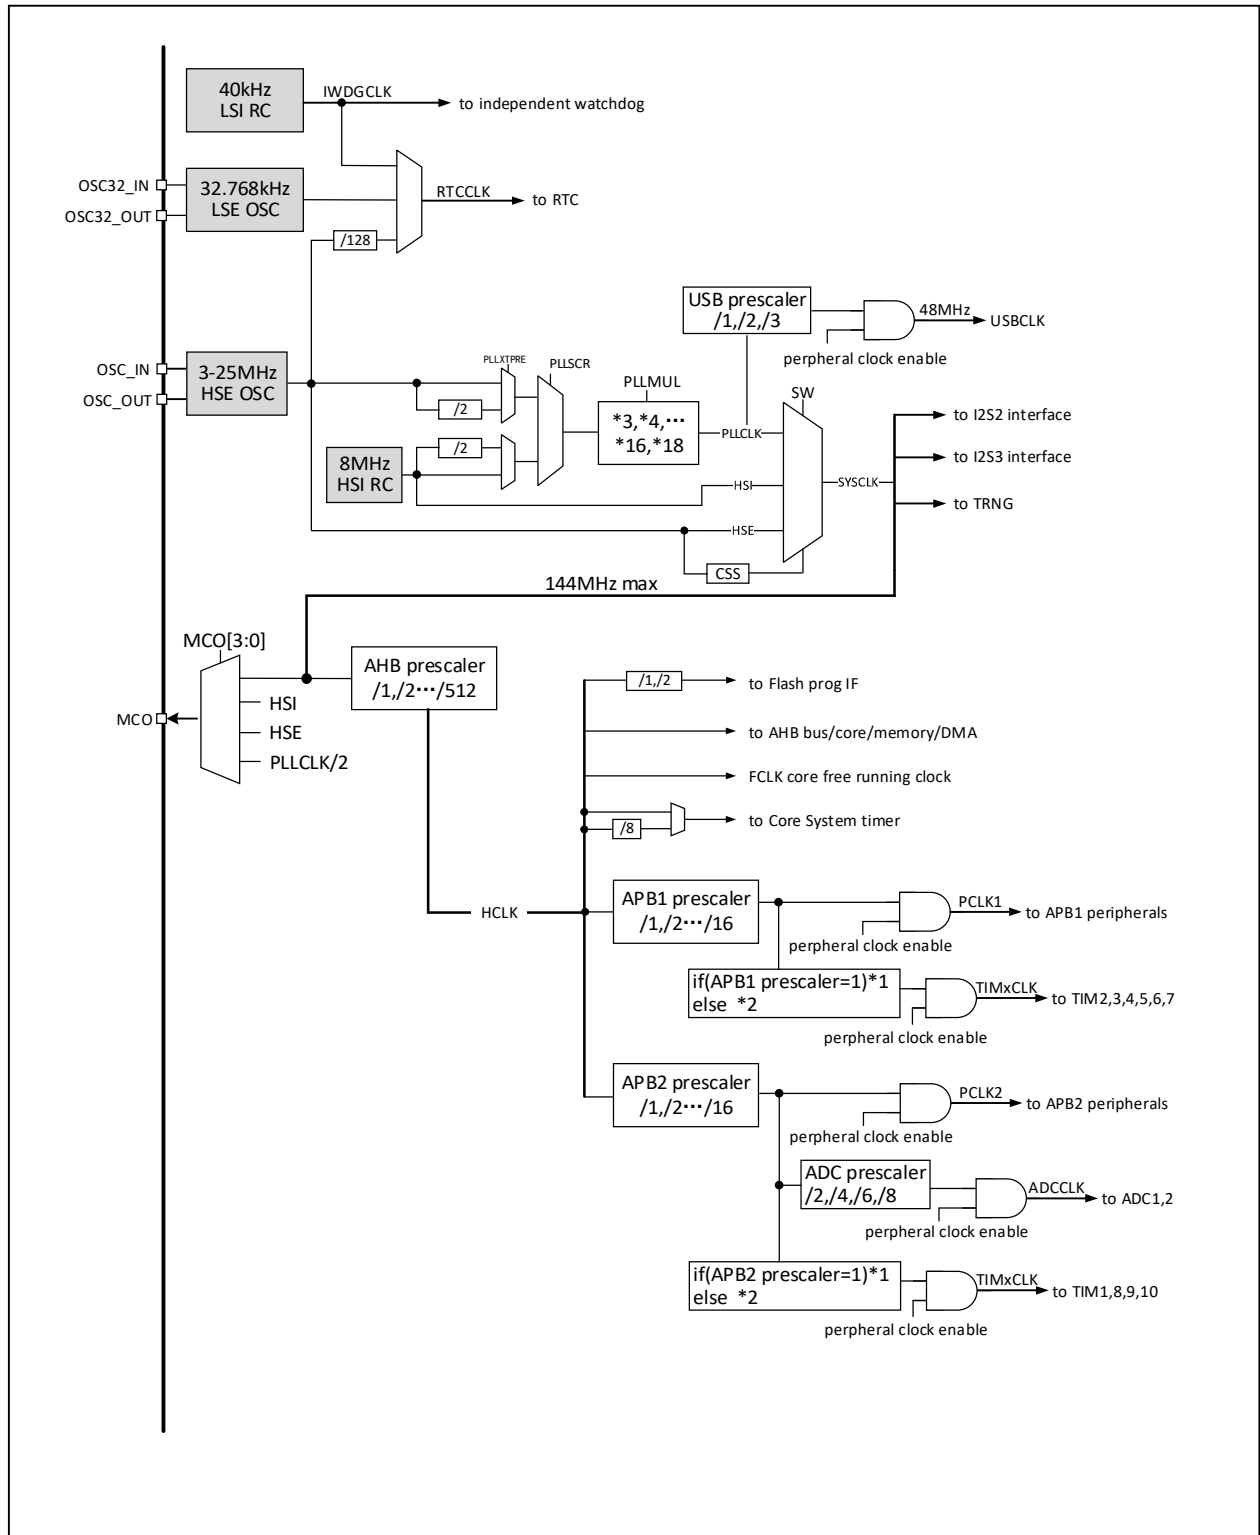 40kHz
LSI RC
IWDGCLK
to independent watchdog
OSC32_IN
OSC32_OUT
32.768kHz
LSE OSC
RTCCLK
to RTC
/128
USB prescaler
/1,/2,/3
48MHz
USBCLK
perpheral clock enable
OSC_IN
OSC_OUT
3-25MHz
HSE OSC
PLLXTPRE
PLLSCR
/2
PLLMUL
*3,*4,···
*16,*18
PLLCLK
SW
/2
8MHz
HSI RC
HSI
HSE
CSS
SYSCLK
to I2S2 interface
to I2S3 interface
to TRNG
144MHz max
MCO[3:0]
AHB prescaler
/1,/2···/512
HSI
HSE
PLLCLK/2
MCO
/1,/2
to Flash prog IF
to AHB bus/core/memory/DMA
FCLK core free running clock
/8
to Core System timer
HCLK
APB1 prescaler
/1,/2···/16
PCLK1
to APB1 peripherals
perpheral clock enable
if(APB1 prescaler=1)*1
else *2
TIMxCLK
to TIM2,3,4,5,6,7
perpheral clock enable
APB2 prescaler
/1,/2···/16
PCLK2
to APB2 peripherals
perpheral clock enable
ADC prescaler
/2,/4,/6,/8
ADCCLK
to ADC1,2
perpheral clock enable
if(APB2 prescaler=1)*1
else *2
TIMxCLK
to TIM1,8,9,10
perpheral clock enable